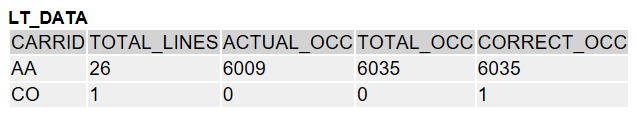 LT_DATA
CARRID TOTAL_LINES ACTUAL_OCC TOTAL_OCC CORRECT_OCC
AA 26 6009 6035 6035
CO 1 0 0 1